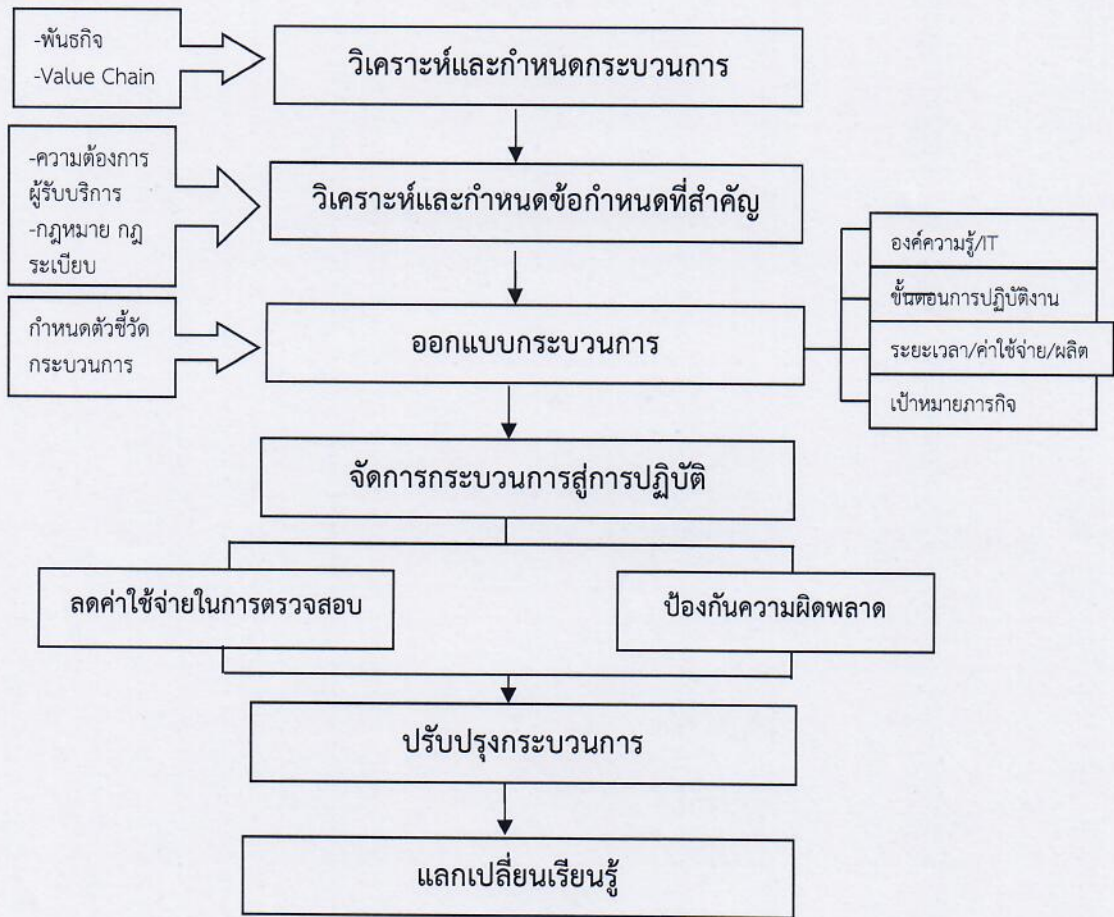 -พันธกิจ
-Value Chain
วิเคราะห์และกำหนดกระบวนการ
-ความต้องการ
ผู้รับบริการ
-กฎหมาย กฎ
ระเบียบ
วิเคราะห์และกำหนดข้อกำหนดที่สำคัญ
กำหนดตัวชี้วัด
กระบวนการ
ออกแบบกระบวนการ
องค์ความรู้/IT
ขั้นตอนการปฏิบัติงาน
ระยะเวลา/ค่าใช้จ่าย/ผลิต
เป้าหมายภารกิจ
จัดการกระบวนการสู่การปฏิบัติ
ลดค่าใช้จ่ายในการตรวจสอบ
ป้องกันความผิดพลาด
ปรับปรุงกระบวนการ
แลกเปลี่ยนเรียนรู้